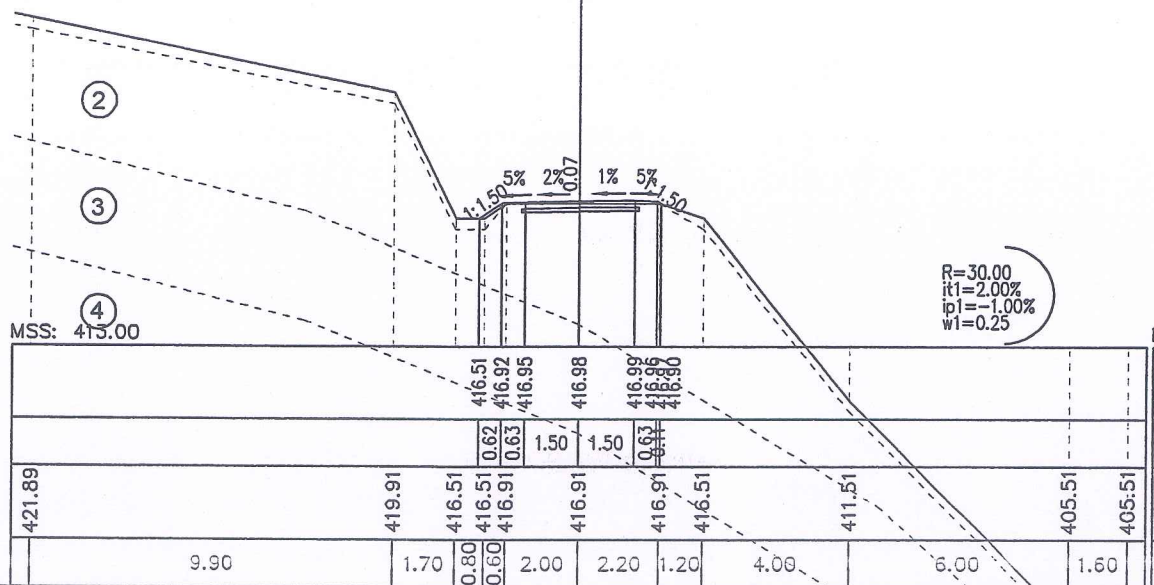 2
5% 2% 0.07 1% 5%
1:1.50 1.50
3
R=30.00
it1=2.00%
ip1=-1.00%
w1=0.25
4
MSS: 413.00
416.51 416.92 416.95 416.98 416.99 416.96 416.90
0.62 0.63 1.50 1.50 0.63 0.11
421.89 419.91 416.51 416.51 416.91 416.91 416.91 416.51 411.51 405.51 405.51
9.90 1.70 0.80 0.60 2.00 2.20 1.20 4.00 6.00 1.60